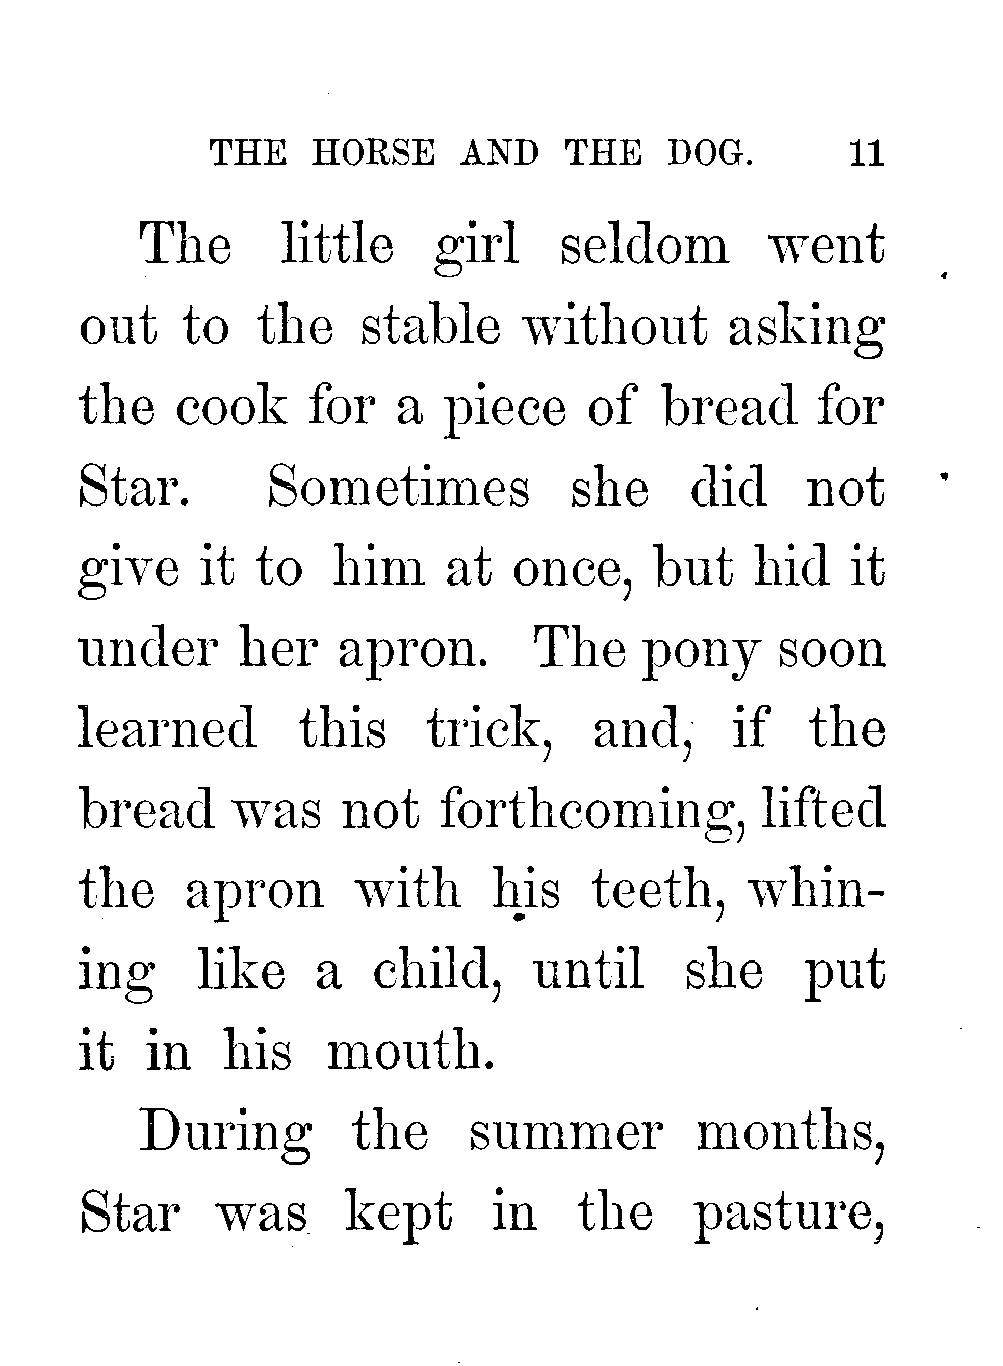 THE HORSE AND THE DOG. 11
The little girl seldom went
out to the stable without asking
the cook for a piece of bread for
Star. Sometimes she did not
give it to him at once, but hid it
under her apron. The pony soon
learned this trick, and, if the
bread was not forthcoming, lifted
the apron with his teeth, whin-
ing like a child, until she put
it in his mouth.
During the summer months,
Star was kept in the pasture,